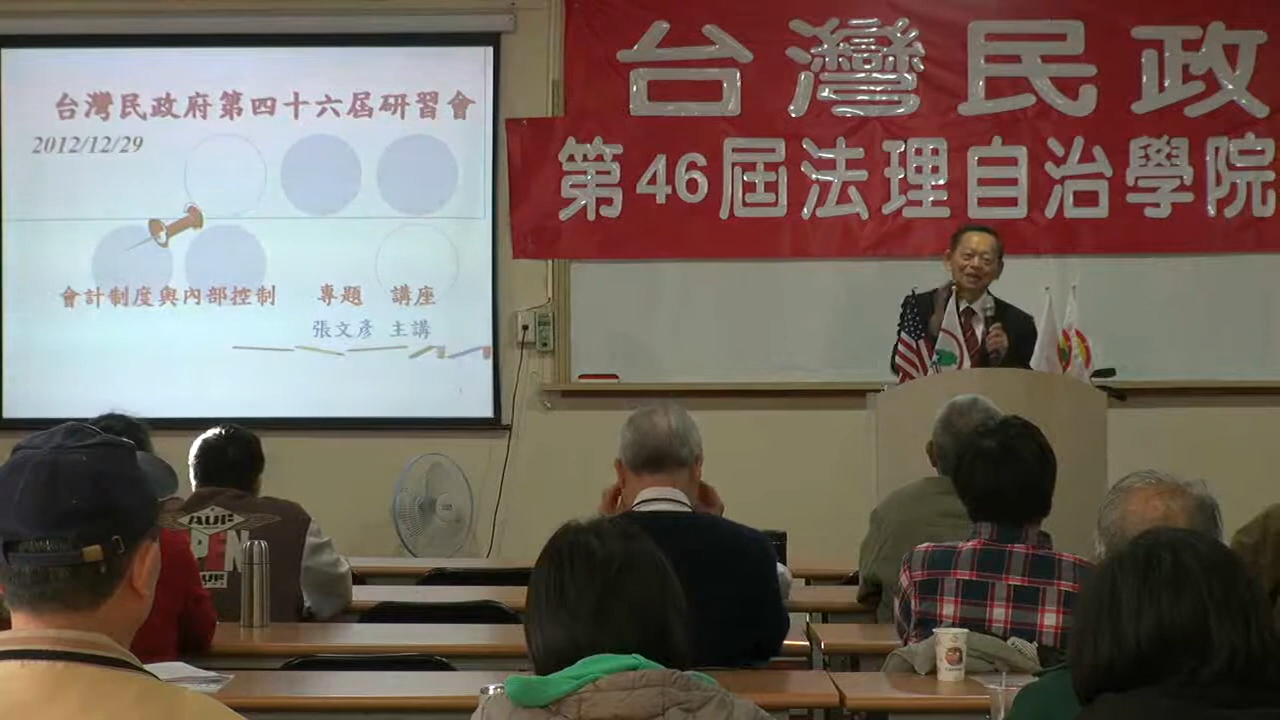 台灣民政府第四十六屆研習會
2012/12/29
會計制度與內部控制 專題 講座
張文彥 主講
台灣民政
第46屆法理自治學院
AUF
AUF